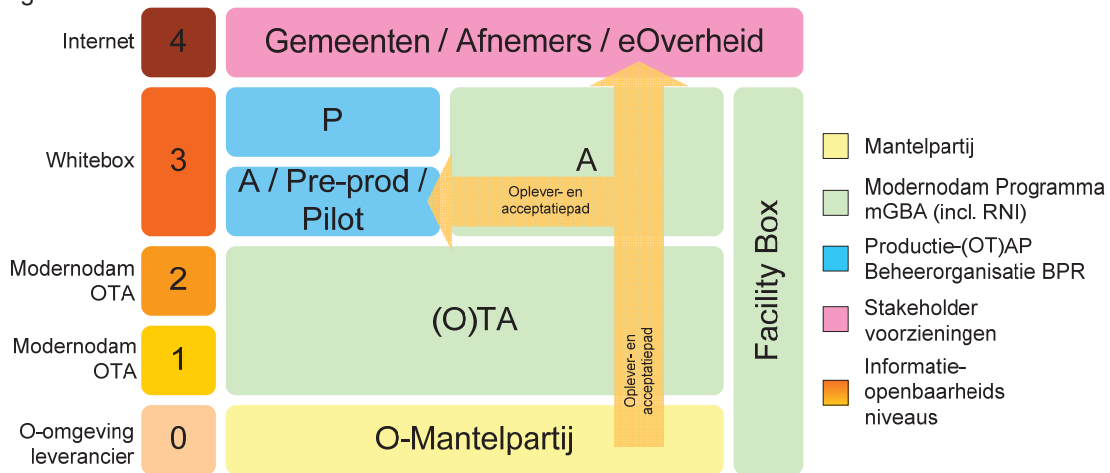 Internet
4
Gemeenten / Afnemers / eOverheid
Whitebox
3
P
A / Pre-prod /
Pilot
A
Oplever- en
acceptatiepad
Modernodam
OTA
2
(O)TA
Modernodam
OTA
1
Oplever- en
acceptatiepad
O-omgeving
leverancier
0
O-Mantelpartij
Facility Box
Mantelpartij
Modernodam Programma
mGBA (incl. RNI)
Productie-(OT)AP
Beheerorganisatie BPR
Stakeholder
voorzieningen
Informatie-
openbaarheids
niveaus